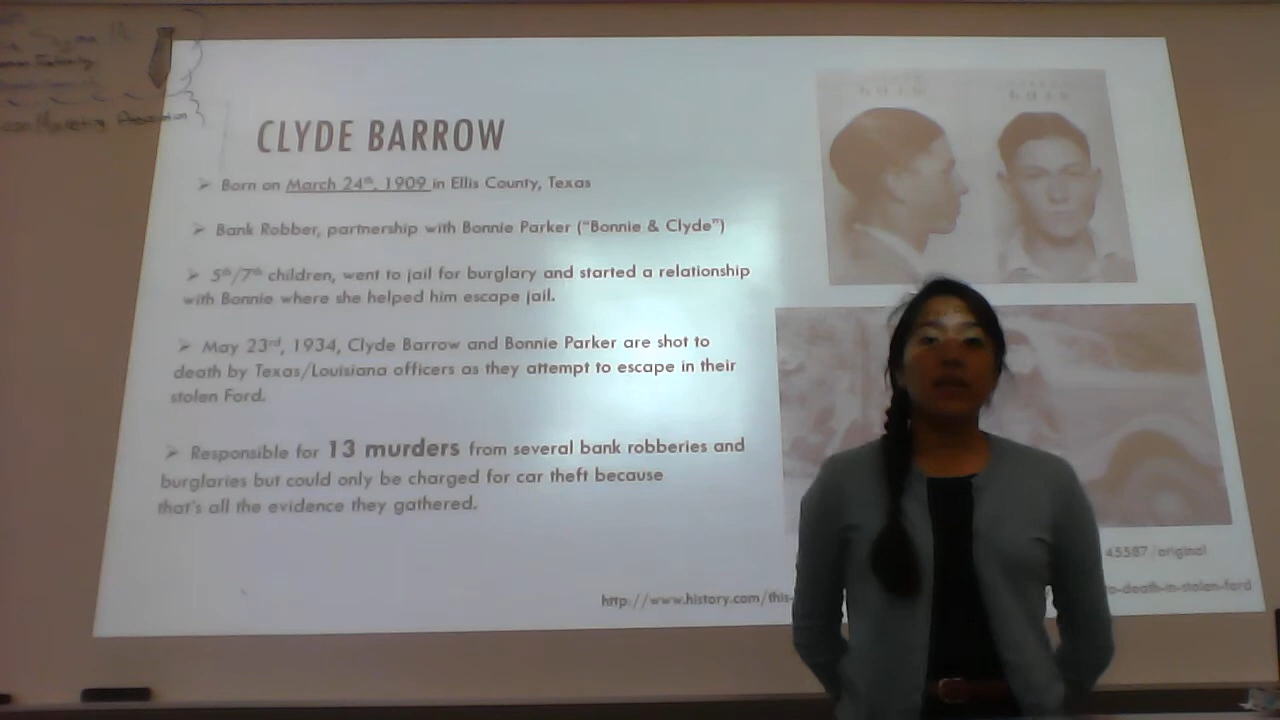 CLYDE BARROW
➢ Born on March 24th, 1909 in Ellis County, Texas
➢ Bank Robber, partnership with Bonnie Parker ("Bonnie & Clyde")
➢ 5th/7th children, went to jail for burglary and started a relationship
with Bonnie where she helped him escape jail.
➢ May 23rd, 1934, Clyde Barrow and Bonnie Parker are shot to
death by Texas/Louisiana officers as they attempt to escape in their
stolen Ford.
➢ Responsible for 13 murders from several bank robberies and
burglaries but could only be charged for car theft because
that's all the evidence they gathered.
45587/original
http://www.history.com/this- -death-in-stolen-ford
Marketing Association